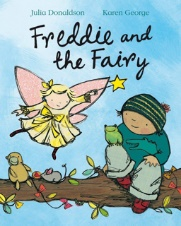 Julia Donaldson Karen George
Freddie and
the Fairy